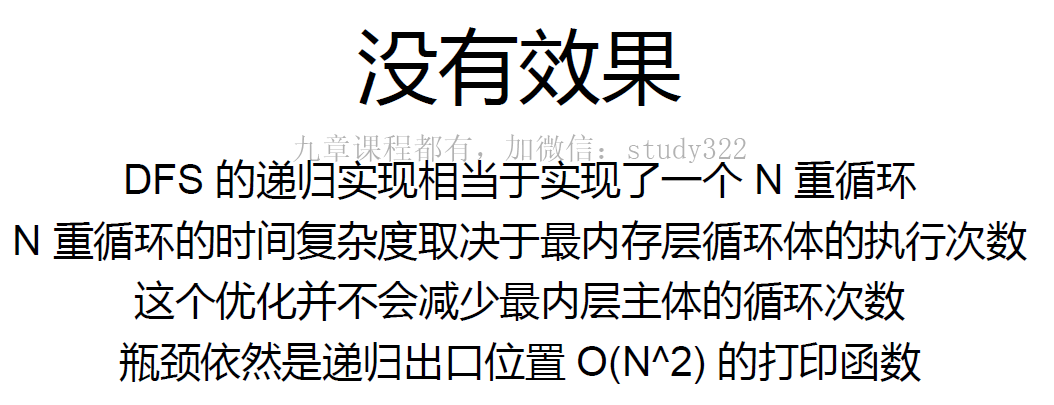 没有效果
九章课程都有，加微信：study322
DFS 的递归实现相当于实现了一个 N 重循环
N 重循环的时间复杂度取决于最内存层循环体的执行次数
这个优化并不会减少最内层主体的循环次数
瓶颈依然是递归出口位置 O(N^2) 的打印函数